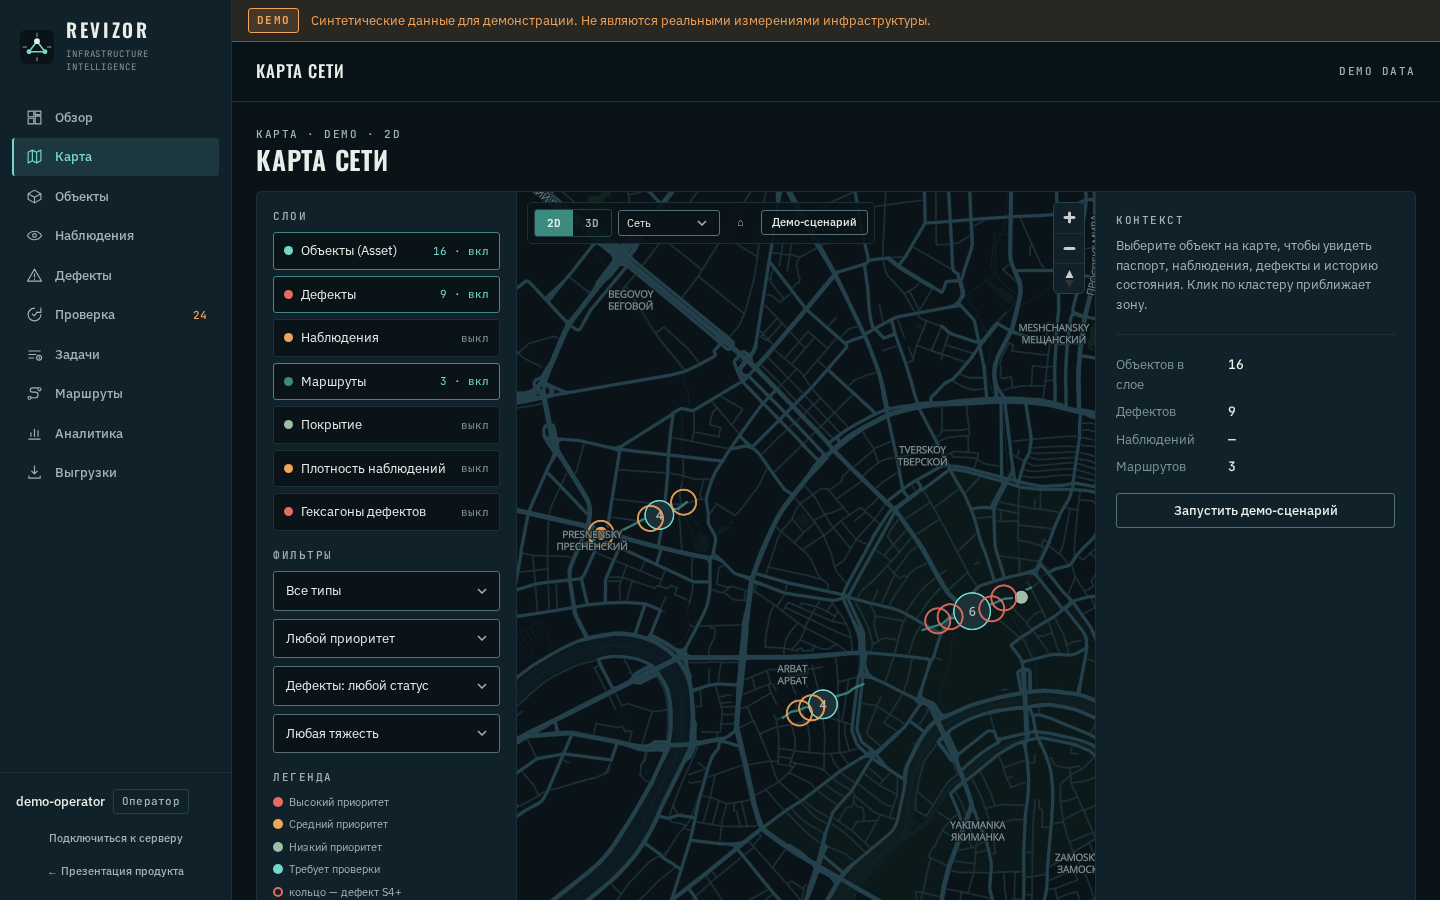 REVIZOR
INFRASTRUCTURE
INTELLIGENCE
Обзор
Карта
Объекты
Наблюдения
Дефекты
Проверка 24
Задачи
Маршруты
Аналитика
Выгрузки
demo-operator Оператор
Подключиться к серверу
← Презентация продукта
DEMO Синтетические данные для демонстрации. Не являются реальными измерениями инфраструктуры.
КАРТА СЕТИ
DEMO DATA
КАРТА · DEMO · 2D
КАРТА СЕТИ
СЛОИ
Объекты (Asset) 16 · вкл
Дефекты 9 · вкл
Наблюдения выкл
Маршруты 3 · вкл
Покрытие выкл
Плотность наблюдений выкл
Гексагоны дефектов выкл
ФИЛЬТРЫ
Все типы
Любой приоритет
Дефекты: любой статус
Любая тяжесть
ЛЕГЕНДА
Высокий приоритет
Средний приоритет
Низкий приоритет
Требует проверки
кольцо — дефект S4+
2D 3D Сеть Демо-сценарий
BEGOVOY
БЕГОВОЙ
MESHCHANSKY
МЕЩАНСКИЙ
TVERSKOY
ТВЕРСКОЙ
4
PRESNENSKY
ПРЕСНЕНСКИЙ
6
ARBAT
АРБАТ
4
YAKIMANKA
ЯКИМАНКА
ZAMOSK
ЗАМОСК
КОНТЕКСТ
Выберите объект на карте, чтобы увидеть
паспорт, наблюдения, дефекты и историю
состояния. Клик по кластеру приближает
зону.
Объектов в
слое 16
Дефектов 9
Наблюдений —
Маршрутов 3
Запустить демо-сценарий